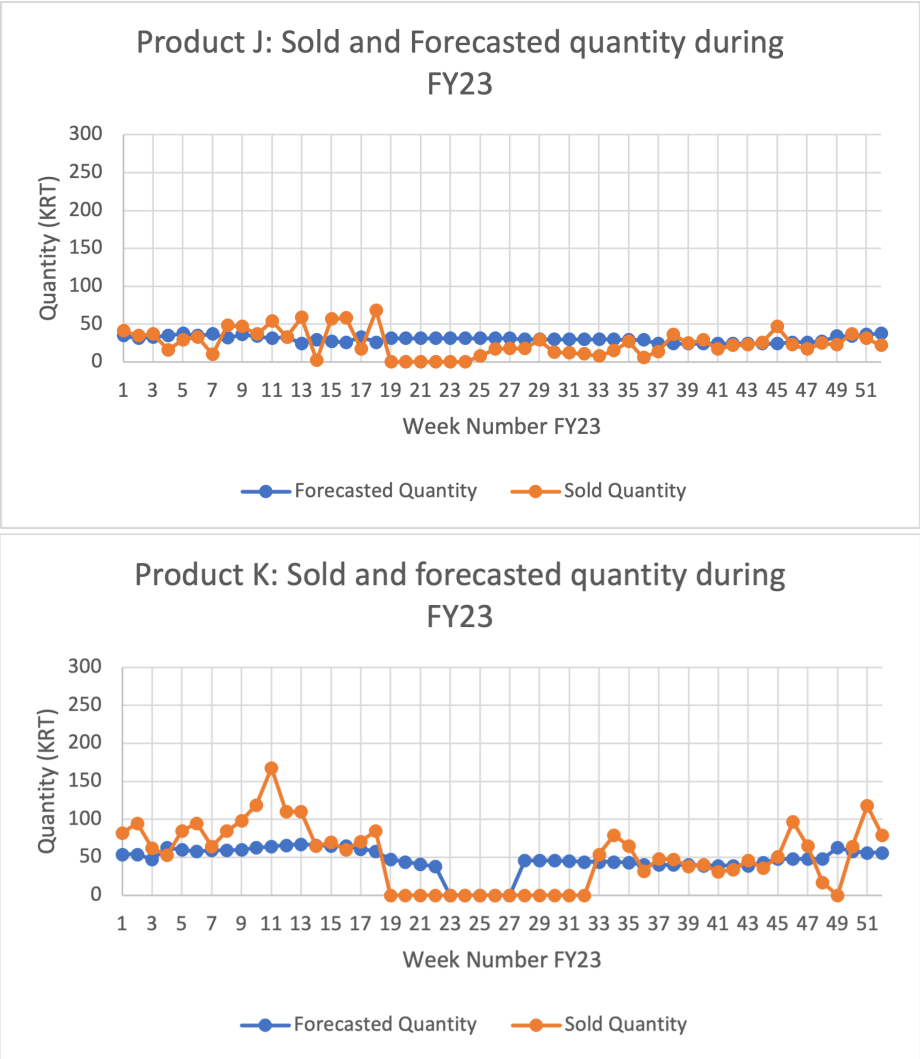 Product J: Sold and Forecasted quantity during
FY23
300
250
200
150
100
50
0
Quantity (KRT)
1 3 5 7 9 11 13 15 17 19 21 23 25 27 29 31 33 35 37 39 41 43 45 47 49 51
Week Number FY23
Forecasted Quantity Sold Quantity
Product K: Sold and forecasted quantity during
FY23
300
250
200
150
100
50
0
Quantity (KRT)
1 3 5 7 9 11 13 15 17 19 21 23 25 27 29 31 33 35 37 39 41 43 45 47 49 51
Week Number FY23
Forecasted Quantity Sold Quantity